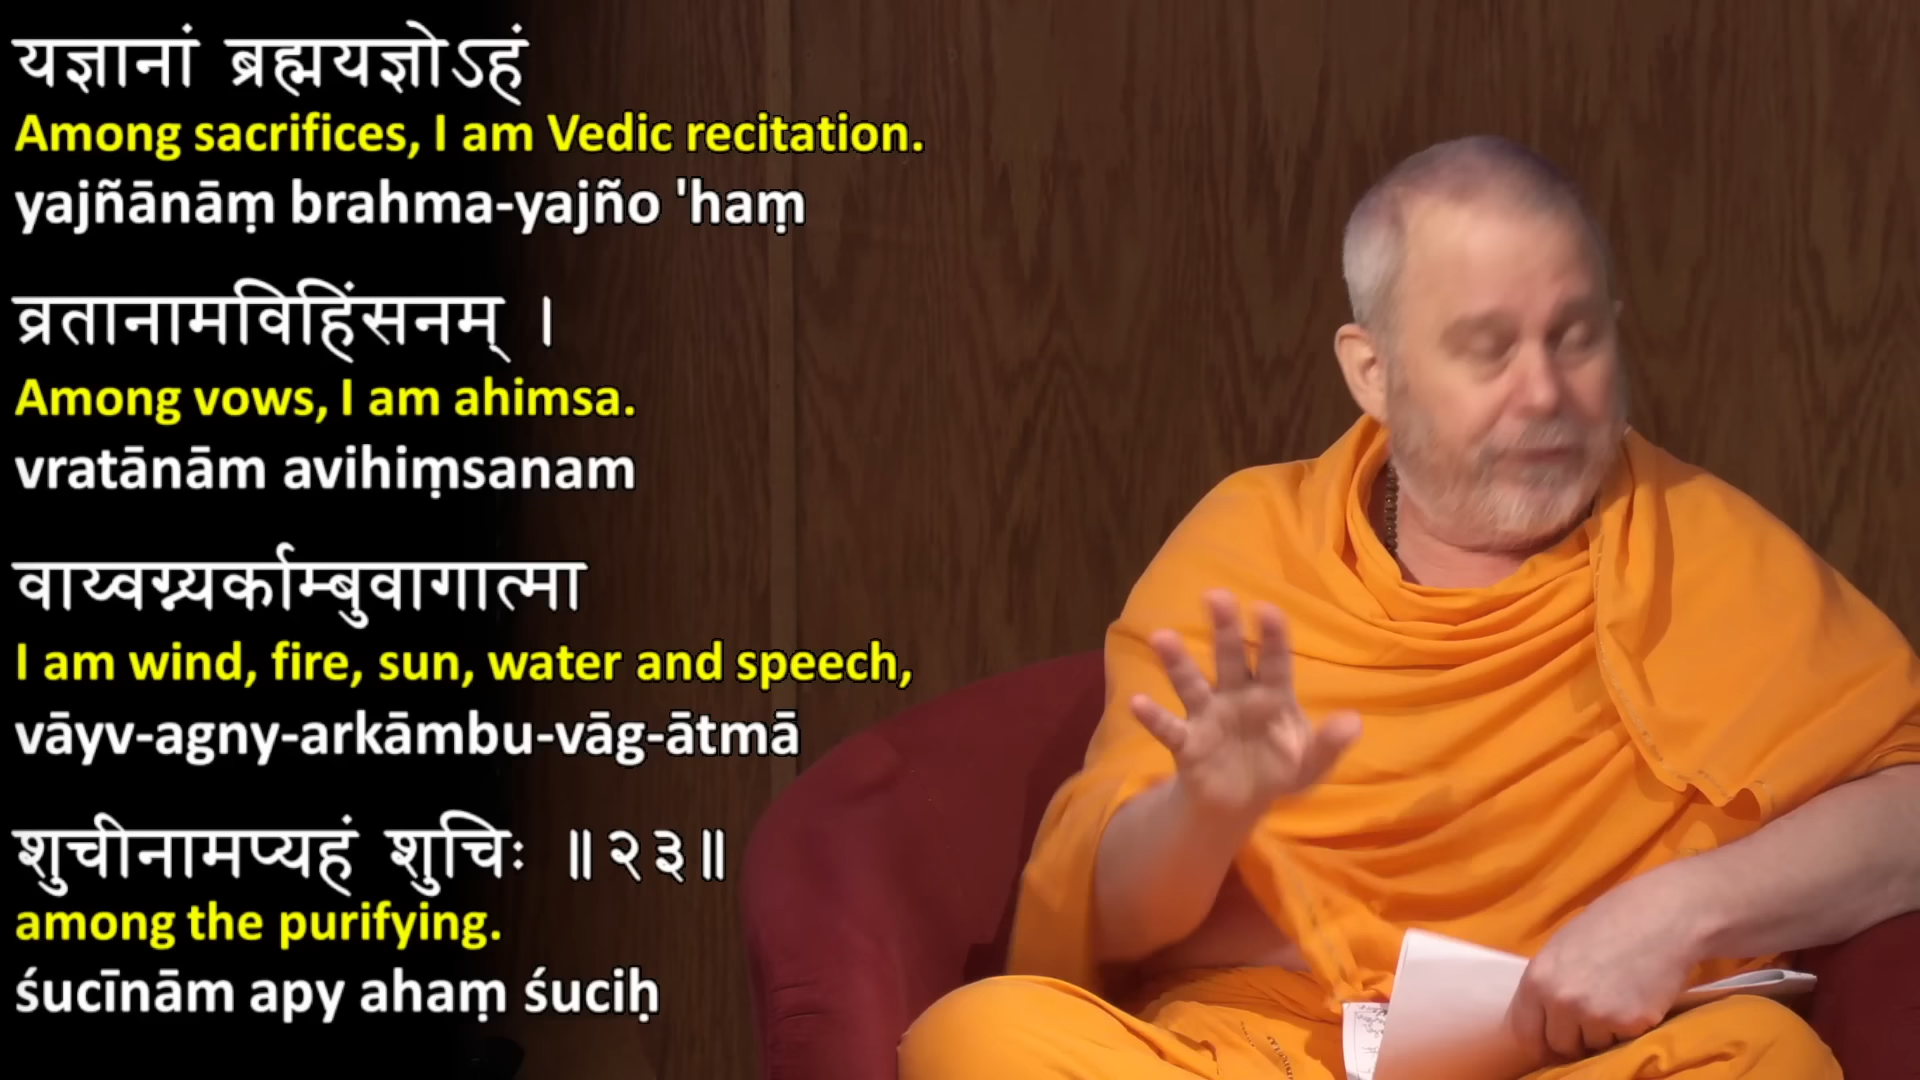 यज्ञानां ब्रह्मयज्ञोऽहं
Among sacrifices, I am Vedic recitation.
yajñānāṃ brahma-yajño 'haṃ
व्रतानामविहिंसनम् ।
Among vows, I am ahimsa.
vratānām avihiṃsanam
वाय्वग्न्यर्काम्बुवागात्मा
I am wind, fire, sun, water and speech,
vāyv-agny-arkāmbu-vāg-ātmā
शुचीनामप्यहं शुचिः ॥२३॥
among the purifying.
śucīnām apy ahaṃ śuciḥ